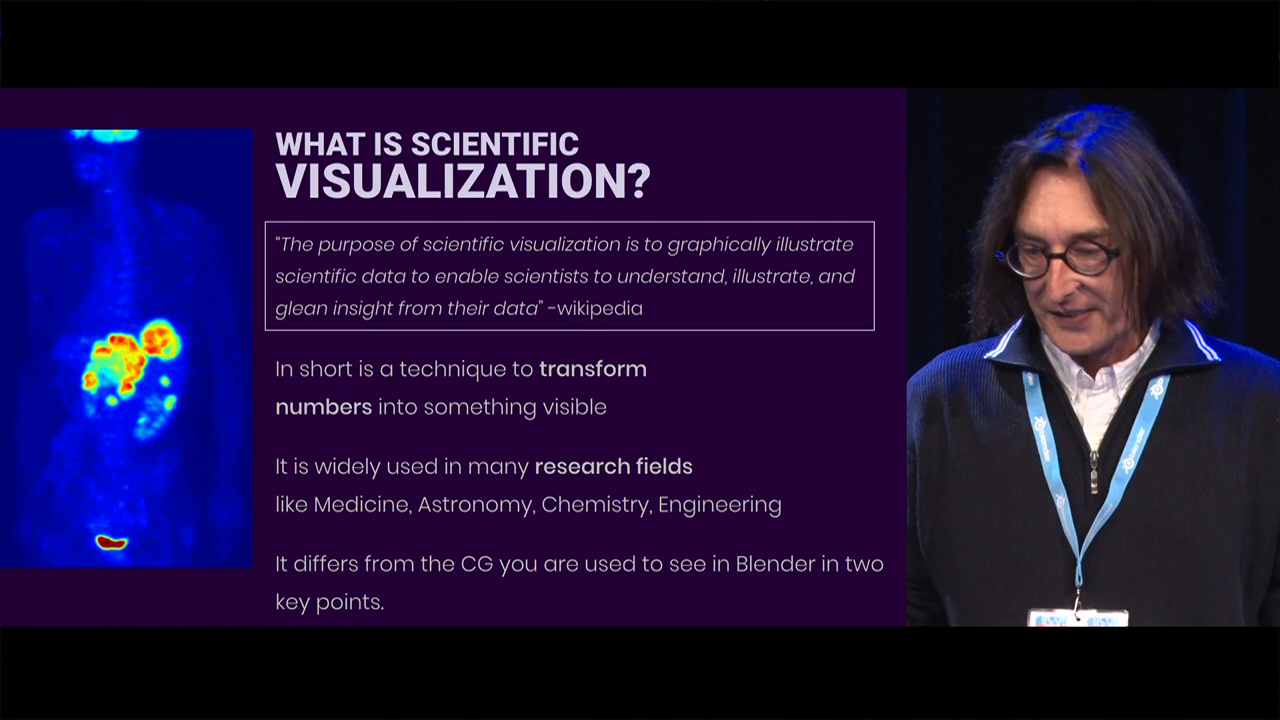 WHAT IS SCIENTIFIC
VISUALIZATION?
“The purpose of scientific visualization is to graphically illustrate
scientific data to enable scientists to understand, illustrate, and
glean insight from their data” -wikipedia
In short is a technique to transform
numbers into something visible
It is widely used in many research fields
like Medicine, Astronomy, Chemistry, Engineering
It differs from the CG you are used to see in Blender in two
key points.